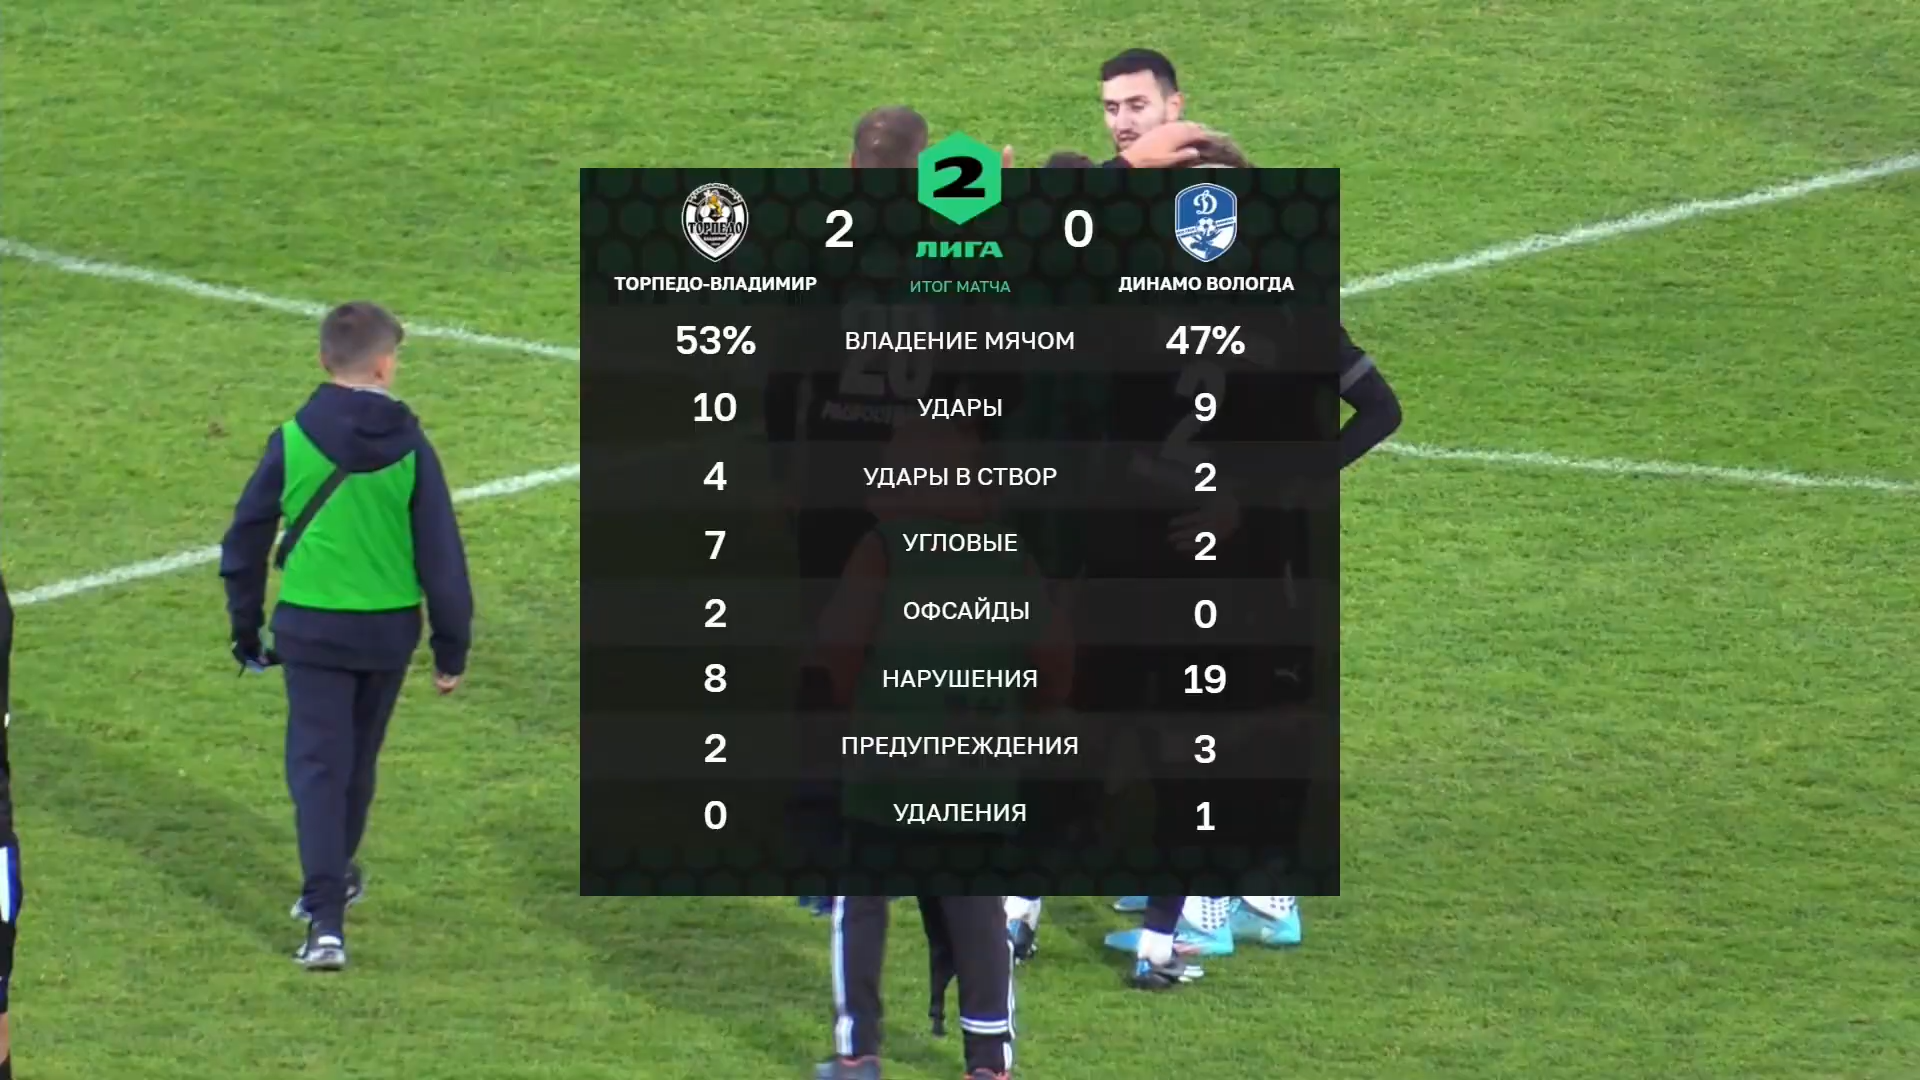 2
ЛИГА
ТОРПЕДО
2
0
ТОРПЕДО-ВЛАДИМИР
ИТОГ МАТЧА
ДИНАМО ВОЛОГДА
53% ВЛАДЕНИЕ МЯЧОМ 47%
10 УДАРЫ 9
4 УДАРЫ В СТВОР 2
7 УГЛОВЫЕ 2
2 ОФСАЙДЫ 0
8 НАРУШЕНИЯ 19
2 ПРЕДУПРЕЖДЕНИЯ 3
0 УДАЛЕНИЯ 1